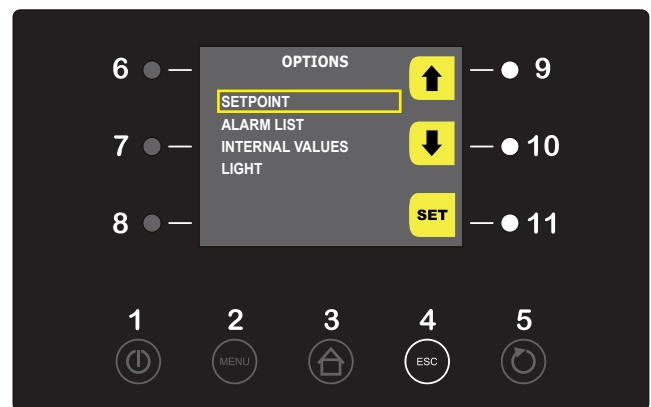 OPTIONS
6 9
SETPOINT
ALARM LIST
7 INTERNAL VALUES 10
LIGHT
8 SET 11
1 2 3 4 5
MENU ESC